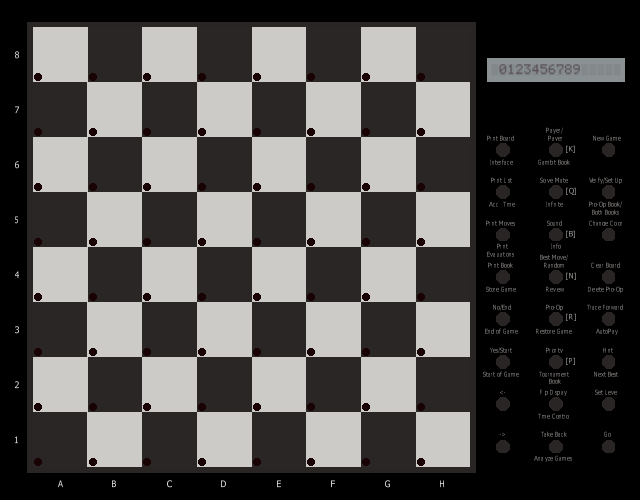 8
7
6
5
4
3
2
1
A B C D E F G H
0123456789
Print Board
Interface
Player/
Player
[K]
Gambit Book
New Game
Print List
Acc. Time
Solve Mate
[Q]
Infinite
Verify/Set Up
Pro-Op Book/
Both Books
Print Moves
Print
Evaluations
Sound
[B]
Info
Change Color
Print Book
Store Game
Best Move/
Random
[N]
Review
Clear Board
Delete Pro-Op
No/End
End of Game
Pro-Op
[R]
Restore Game
Trace Forward
AutoPlay
Yes/Start
Start of Game
Priority
[P]
Tournament
Book
Hint
Next Best
<-
Flip Display
Time Control
Set Level
->
Take Back
Analyze Games
Go